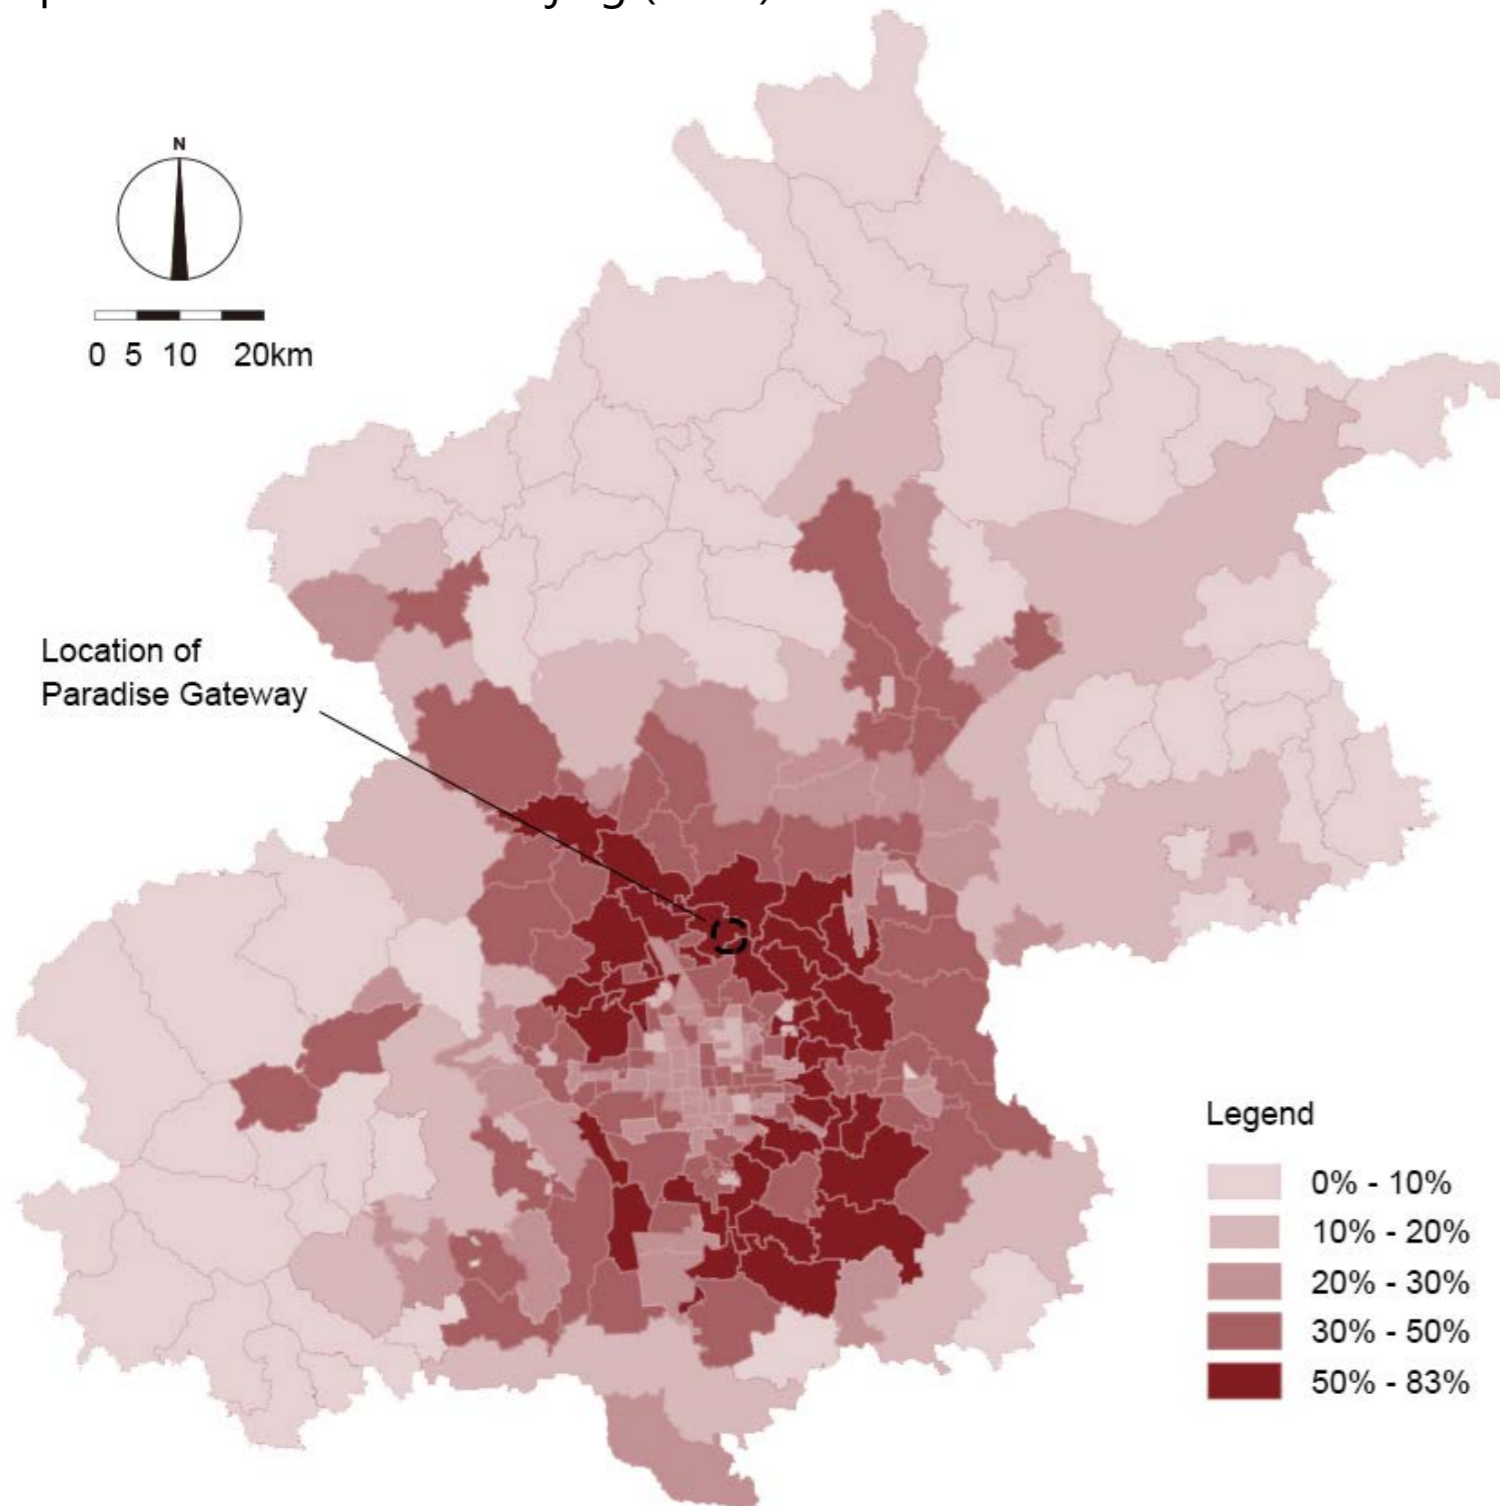 N
0 5 10 20km
Location of
Paradise Gateway
Legend
0% - 10%
10% - 20%
20% - 30%
30% - 50%
50% - 83%